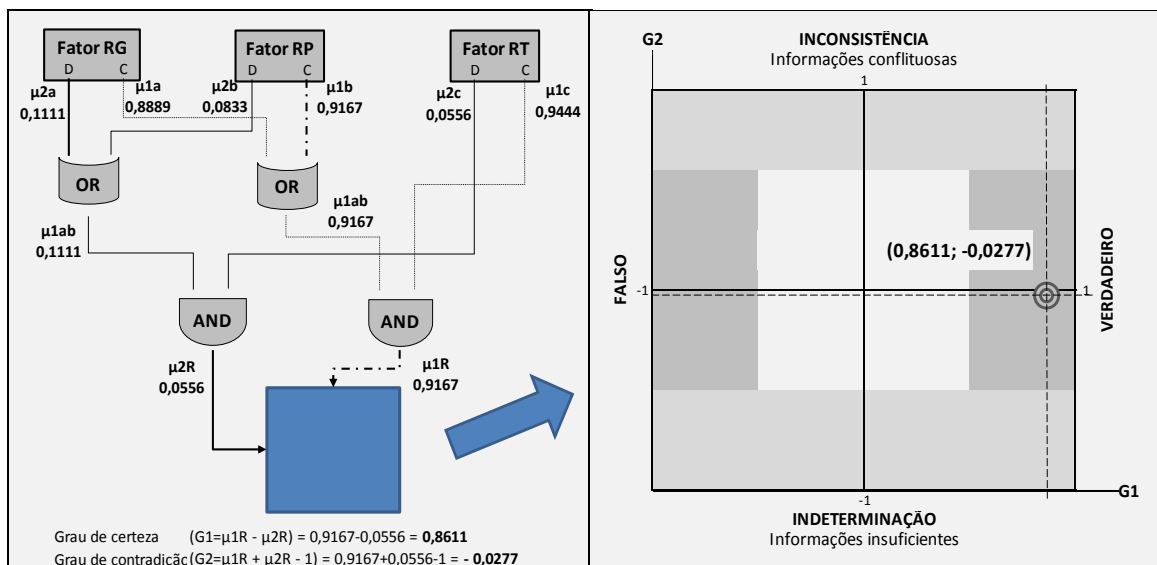 Fator RG
D C
Fator RP
D C
Fator RT
D C
µ2a
0,1111
µ1a
0,8889
µ2b
0,0833
µ1b
0,9167
µ2c
0,0556
µ1c
0,9444
OR
OR
µ1ab
0,1111
µ1ab
0,9167
AND
AND
µ2R
0,0556
µ1R
0,9167
Grau de certeza (G1=µ1R - µ2R) = 0,9167-0,0556 = 0,8611
Grau de contradição (G2=µ1R + µ2R - 1) = 0,9167+0,0556-1 = - 0,0277
G2
INCONSISTÊNCIA
Informações conflituosas
1
(0,8611; -0,0277)
FALSO
-1
1
VERDADEIRO
-1
G1
INDETERMINAÇÃO
Informações insuficientes